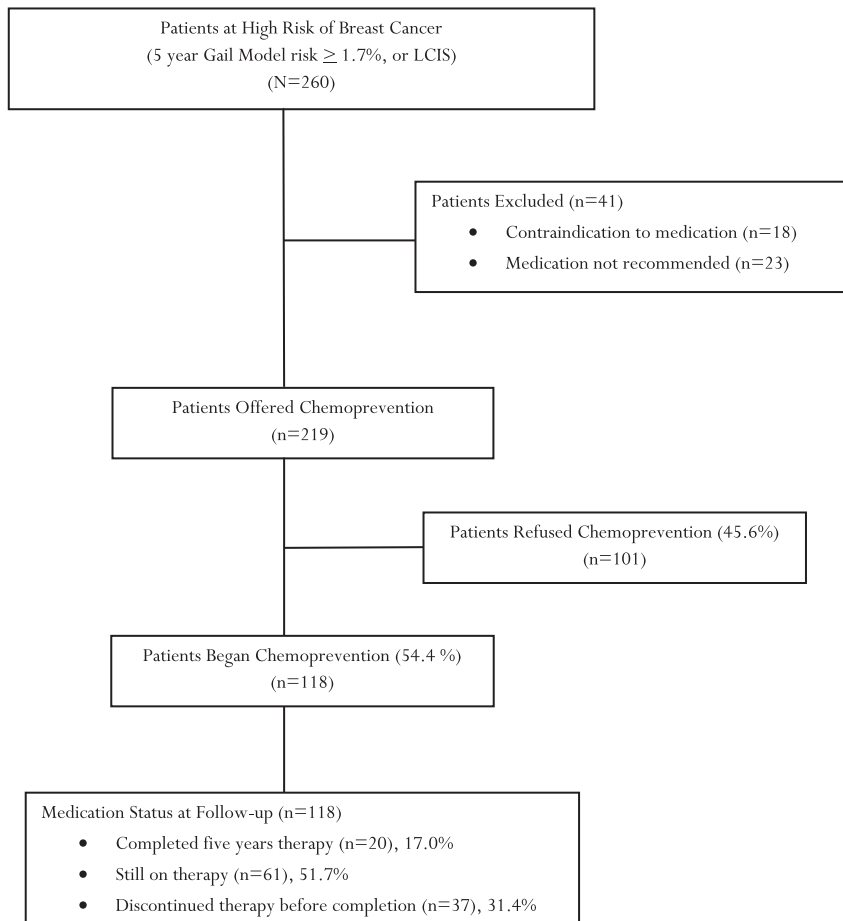 Patients at High Risk of Breast Cancer
(5 year Gail Model risk ≥ 1.7%, or LCIS)
(N=260)
Patients Excluded (n=41)
• Contraindication to medication (n=18)
• Medication not recommended (n=23)
Patients Offered Chemoprevention
(n=219)
Patients Refused Chemoprevention (45.6%)
(n=101)
Patients Began Chemoprevention (54.4 %)
(n=118)
Medication Status at Follow-up (n=118)
• Completed five years therapy (n=20), 17.0%
• Still on therapy (n=61), 51.7%
• Discontinued therapy before completion (n=37), 31.4%